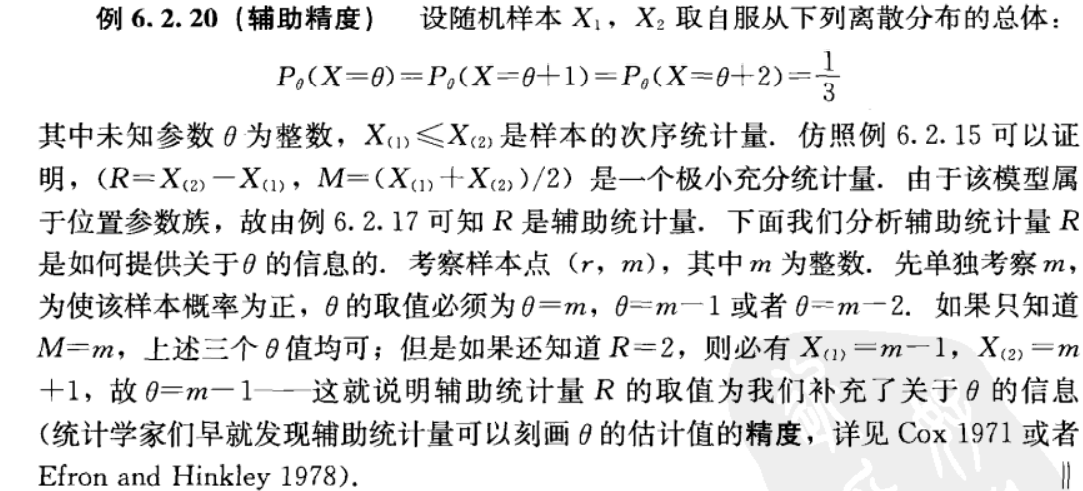 例 6.2.20 (辅助精度) 设随机样本 X₁，X₂ 取自服从下列离散分布的总体：
P_θ(X=θ)=P_θ(X=θ+1)=P_θ(X=θ+2)=1/3
其中未知参数 θ 为整数，X₍₁₎≤X₍₂₎是样本的次序统计量．仿照例 6.2.15 可以证
明，(R=X₍₂₎-X₍₁₎，M=(X₍₁₎+X₍₂₎)/2) 是一个极小充分统计量．由于该模型属
于位置参数族，故由例 6.2.17 可知 R 是辅助统计量．下面我们分析辅助统计量 R
是如何提供关于θ 的信息的．考察样本点 (r，m)，其中 m 为整数．先单独考察 m，
为使该样本概率为正，θ 的取值必须为θ=m，θ=m-1 或者 θ=m-2．如果只知道
M=m，上述三个 θ 值均可；但是如果还知道 R=2，则必有 X₍₁₎=m-1，X₍₂₎=m
+1，故 θ=m-1——这就说明辅助统计量 R 的取值为我们补充了关于 θ 的信息
(统计学家们早就发现辅助统计量可以刻画 θ 的估计值的精度，详见 Cox 1971 或者
Efron and Hinkley 1978)． ‖